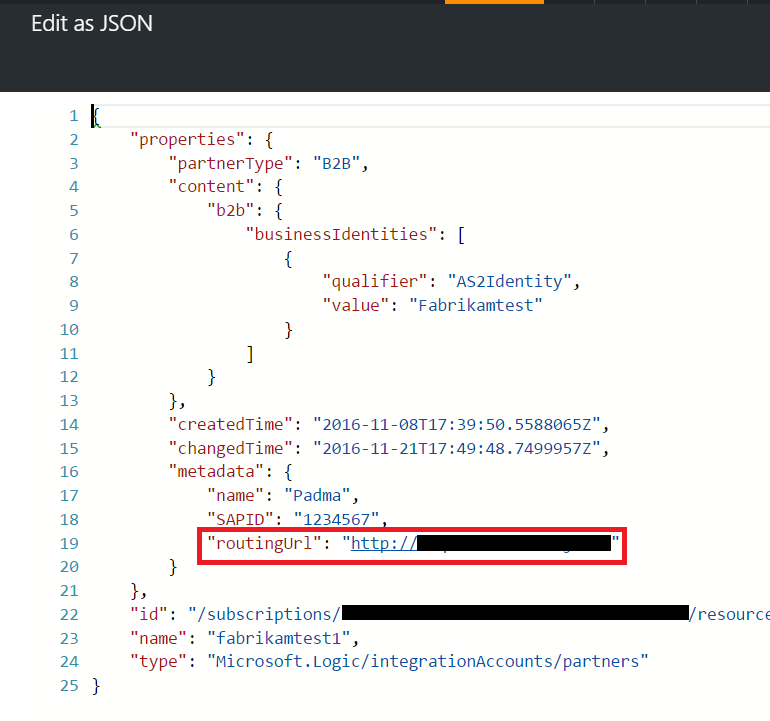 Edit as JSON
1 {
2 "properties": {
3 "partnerType": "B2B",
4 "content": {
5 "b2b": {
6 "businessIdentities": [
7 {
8 "qualifier": "AS2Identity",
9 "value": "Fabrikamtest"
10 }
11 ]
12 }
13 },
14 "createdTime": "2016-11-08T17:39:50.5588065Z",
15 "changedTime": "2016-11-21T17:49:48.7499957Z",
16 "metadata": {
17 "name": "Padma",
18 "SAPID": "1234567",
19 "routingUrl": "http://"
20 }
21 },
22 "id": "/subscriptions/ /resource
23 "name": "fabrikamtest1",
24 "type": "Microsoft.Logic/integrationAccounts/partners"
25 }